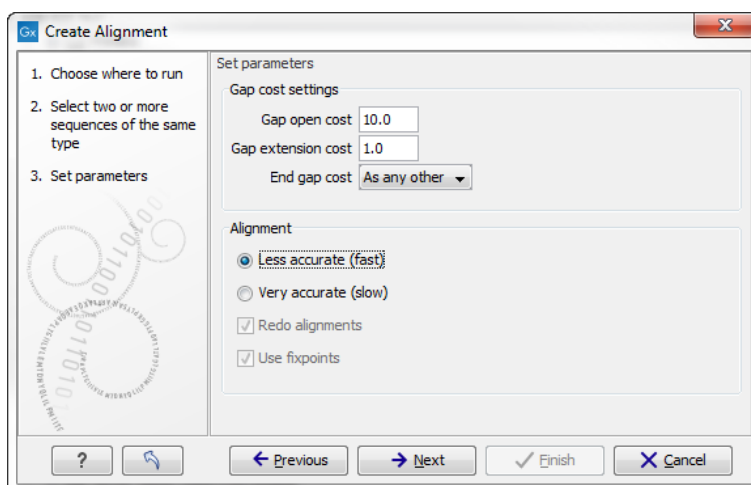 Gx Create Alignment
1. Choose where to run
2. Select two or more
sequences of the same
type
3. Set parameters
Set parameters
Gap cost settings
Gap open cost 10.0
Gap extension cost 1.0
End gap cost As any other
Alignment
Less accurate (fast)
Very accurate (slow)
Redo alignments
Use fixpoints
?
Previous
Next
Finish
Cancel